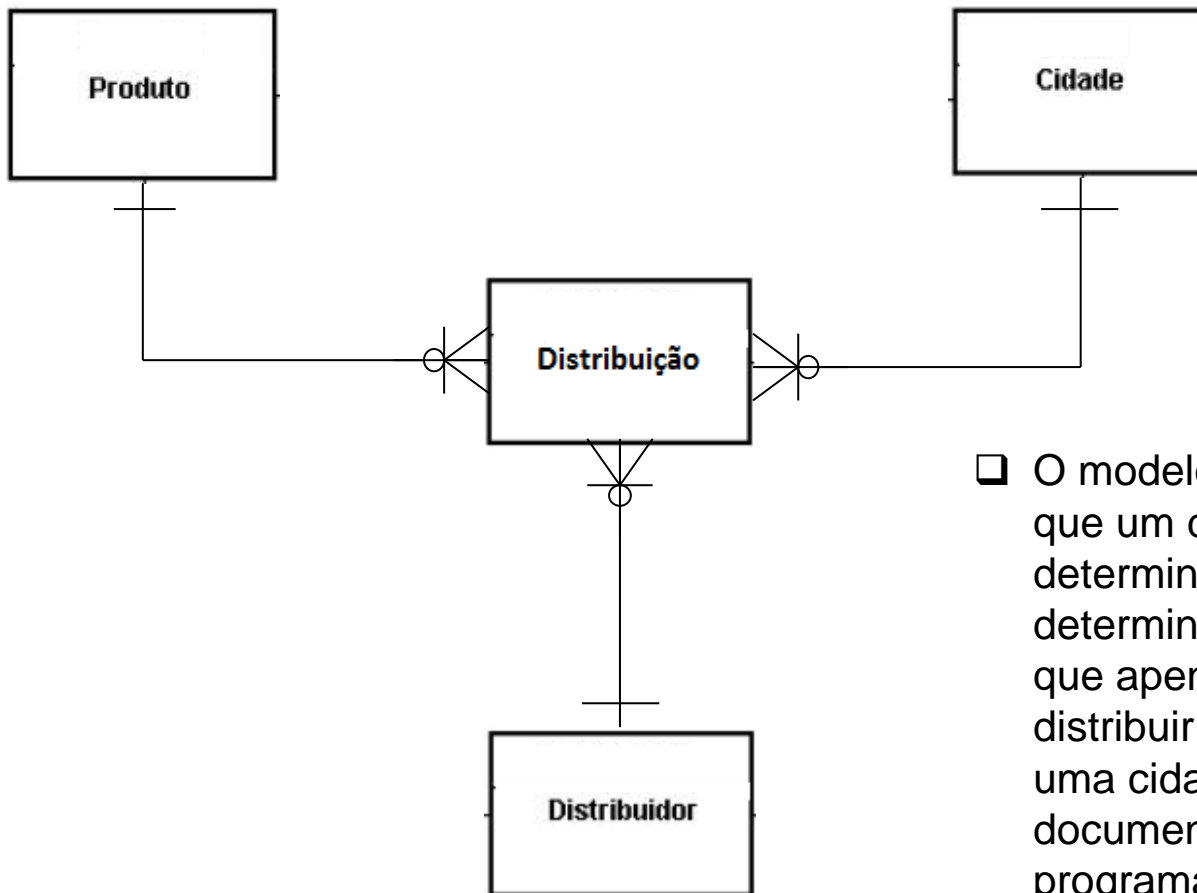 Produto
Cidade
Distribuição
Distribuidor
❑ O modelo
que um
determin
determin
que apen
distribuir
uma cida
documen
programa